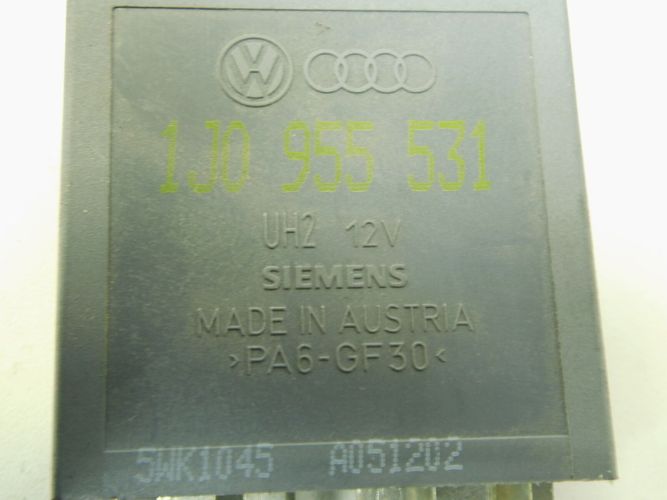 1J0 955 531
UH2 12V
SIEMENS
MADE IN AUSTRIA
>PA6-GF30<
5WK1045 A051202